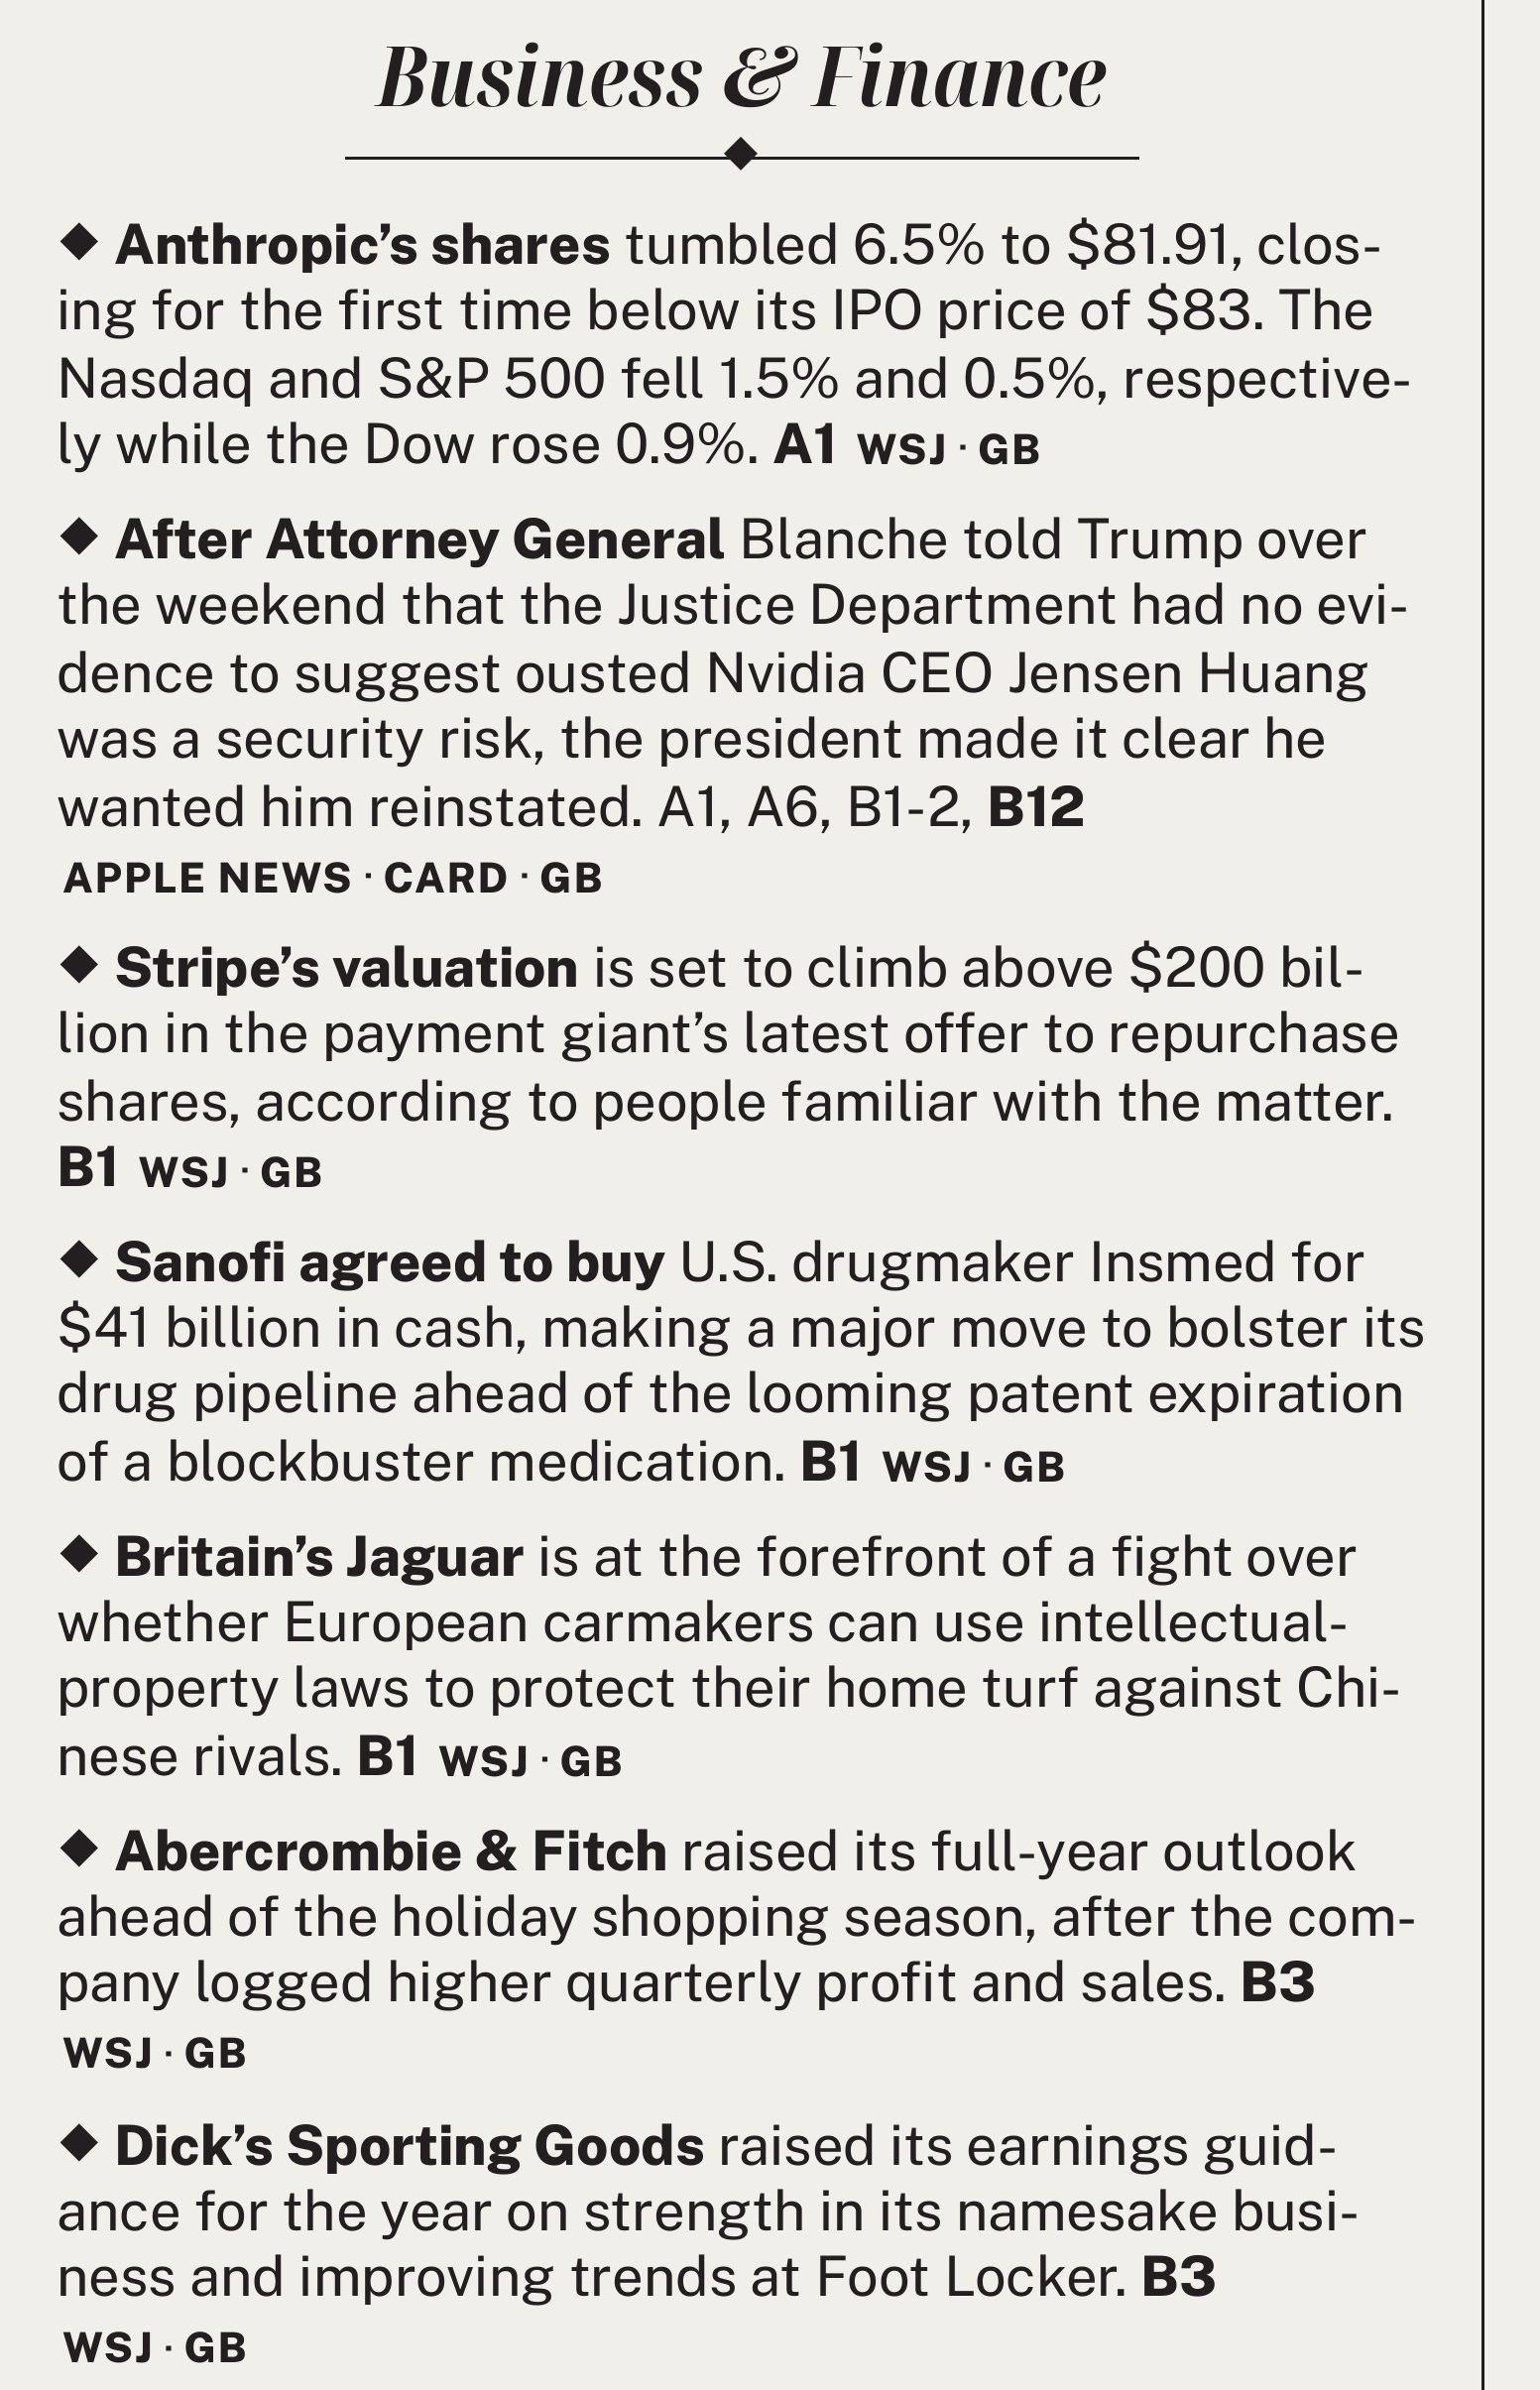 Business & Finance
◆ Anthropic’s shares tumbled 6.5% to $81.91, clos-
ing for the first time below its IPO price of $83. The
Nasdaq and S&P 500 fell 1.5% and 0.5%, respective-
ly while the Dow rose 0.9%. A1 WSJ · GB
◆ After Attorney General Blanche told Trump over
the weekend that the Justice Department had no evi-
dence to suggest ousted Nvidia CEO Jensen Huang
was a security risk, the president made it clear he
wanted him reinstated. A1, A6, B1-2, B12
APPLE NEWS · CARD · GB
◆ Stripe’s valuation is set to climb above $200 bil-
lion in the payment giant’s latest offer to repurchase
shares, according to people familiar with the matter.
B1 WSJ · GB
◆ Sanofi agreed to buy U.S. drugmaker Insmed for
$41 billion in cash, making a major move to bolster its
drug pipeline ahead of the looming patent expiration
of a blockbuster medication. B1 WSJ · GB
◆ Britain’s Jaguar is at the forefront of a fight over
whether European carmakers can use intellectual-
property laws to protect their home turf against Chi-
nese rivals. B1 WSJ · GB
◆ Abercrombie & Fitch raised its full-year outlook
ahead of the holiday shopping season, after the com-
pany logged higher quarterly profit and sales. B3
WSJ · GB
◆ Dick’s Sporting Goods raised its earnings guid-
ance for the year on strength in its namesake busi-
ness and improving trends at Foot Locker. B3
WSJ · GB